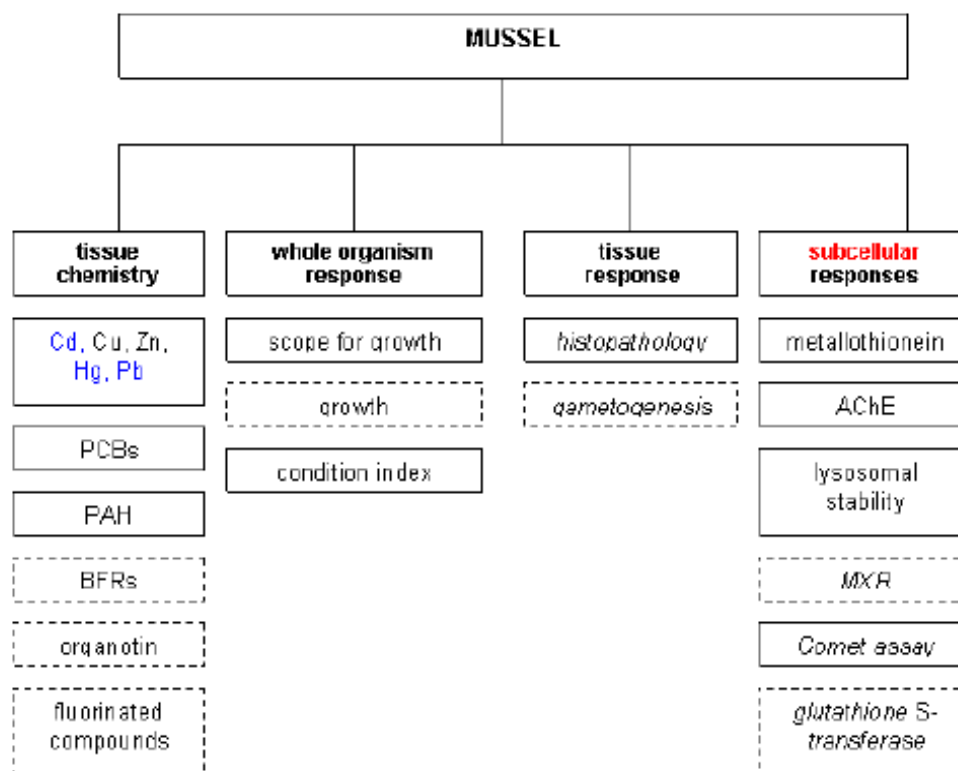 MUSSEL
tissue
chemistry
whole organism
response
tissue
response
subcellular
responses
Cd, Cu, Zn,
Hg, Pb
PCBs
PAH
BFRs
organotin
fluorinated
compounds
scope for growth
growth
condition index
histopathology
gametogenesis
metallothionein
AChE
lysosomal
stability
MXR
Comet assay
glutathione S-
transferase